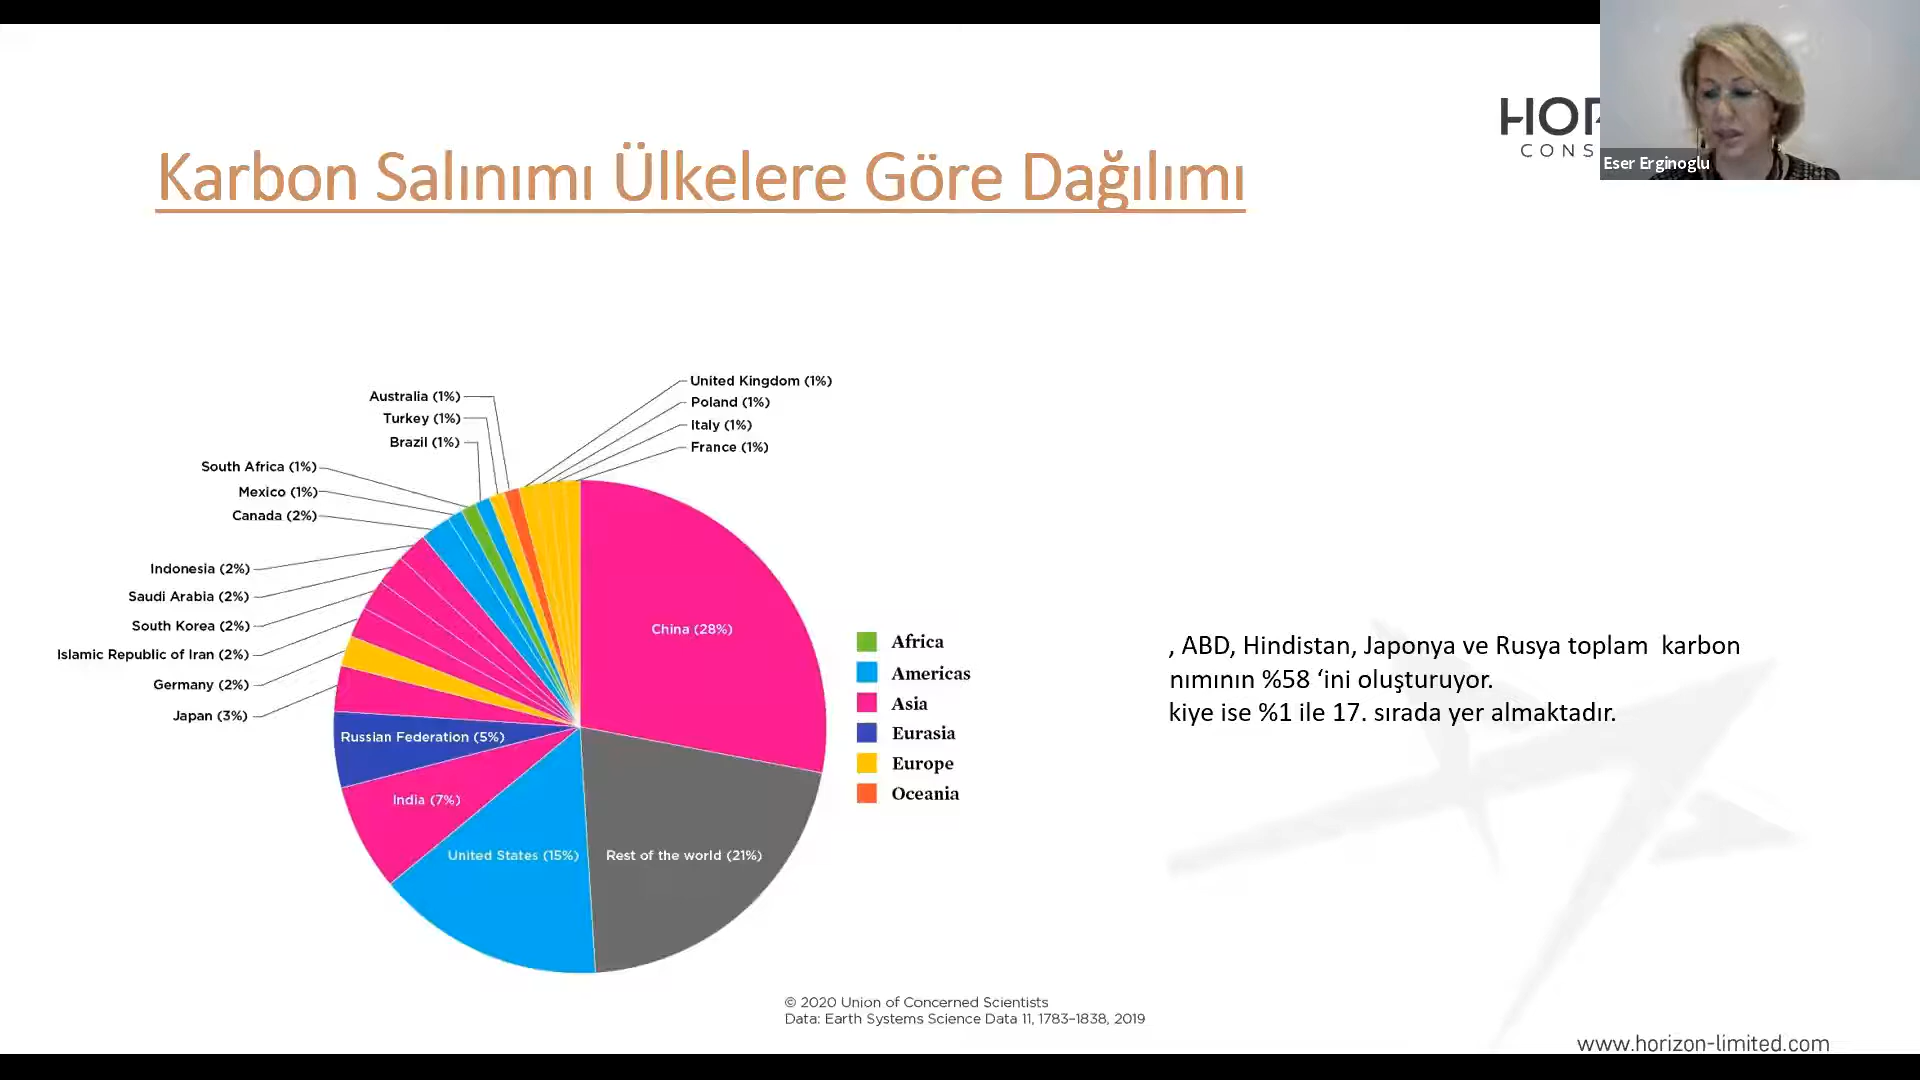 HOR
CONS
Eser Erginoglu
Karbon Salınımı Ülkelere Göre Dağılımı
United Kingdom (1%)
Poland (1%)
Italy (1%)
France (1%)
Australia (1%)
Turkey (1%)
Brazil (1%)
South Africa (1%)
Mexico (1%)
Canada (2%)
Indonesia (2%)
Saudi Arabia (2%)
South Korea (2%)
Islamic Republic of Iran (2%)
Germany (2%)
Japan (3%)
Russian Federation (5%)
India (7%)
United States (15%)
Rest of the world (21%)
China (28%)
Africa
Americas
Asia
Eurasia
Europe
Oceania
, ABD, Hindistan, Japonya ve Rusya toplam karbon
nımının %58 ‘ini oluşturuyor.
kiye ise %1 ile 17. sırada yer almaktadır.
© 2020 Union of Concerned Scientists
Data: Earth Systems Science Data 11, 1783–1838, 2019
www.horizon-limited.com